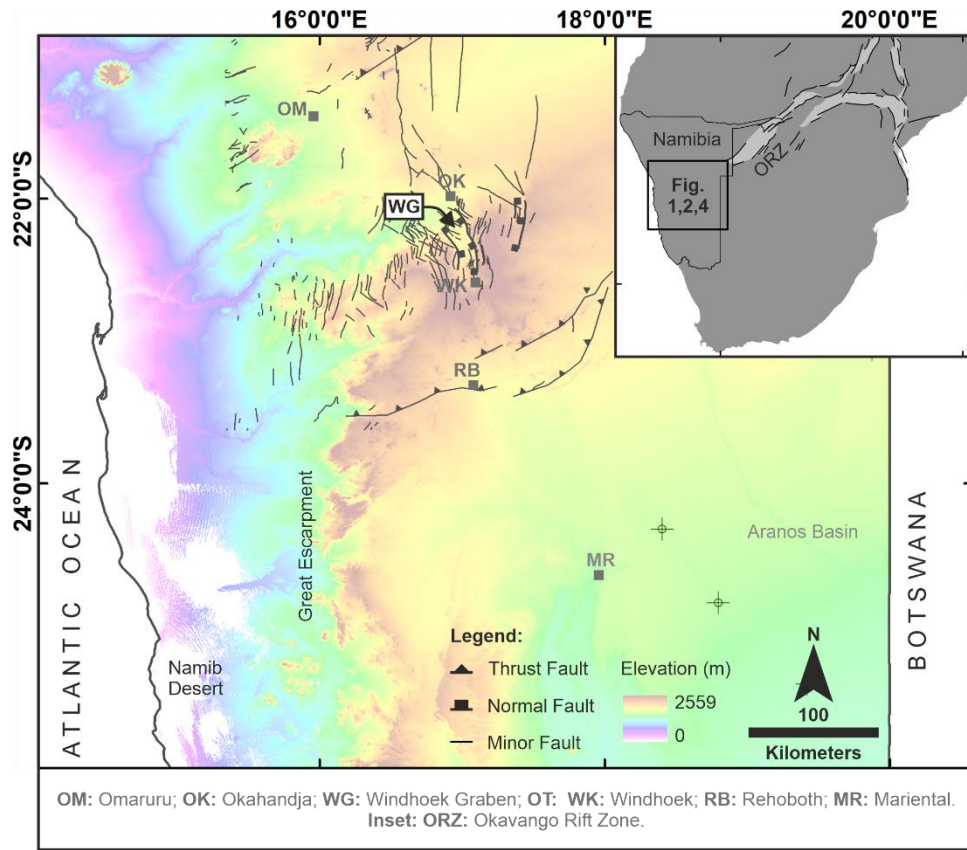 16°0'0"E 18°0'0"E 20°0'0"E
OM
Namibia
ORZ
Fig.
1,2,4
22°0'0"S
OK
WG
WK
RB
24°0'0"S
ATLANTIC OCEAN
Great Escarpment
Aranos Basin
MR
BOTSWANA
Namib
Desert
Legend:
Thrust Fault
Normal Fault
Minor Fault
Elevation (m)
2559
0
N
100
Kilometers
OM: Omaruru; OK: Okahandja; WG: Windhoek Graben; OT: WK: Windhoek; RB: Rehoboth; MR: Mariental.
Inset: ORZ: Okavango Rift Zone.